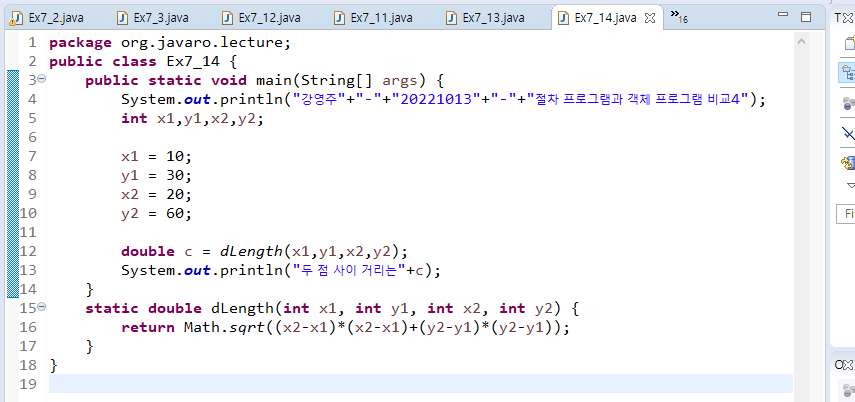 Ex7_2.java Ex7_3.java Ex7_12.java Ex7_11.java Ex7_13.java Ex7_14.java »16
1 package org.javaro.lecture;
2 public class Ex7_14 {
3 public static void main(String[] args) {
4 System.out.println("강영주"+"-"+"20221013"+"-"+"절차 프로그램과 객체 프로그램 비교4");
5 int x1,y1,x2,y2;
6
7 x1 = 10;
8 y1 = 30;
9 x2 = 20;
10 y2 = 60;
11
12 double c = dLength(x1,y1,x2,y2);
13 System.out.println("두 점 사이 거리는"+c);
14 }
15 static double dLength(int x1, int y1, int x2, int y2) {
16 return Math.sqrt((x2-x1)*(x2-x1)+(y2-y1)*(y2-y1));
17 }
18 }
19
Fi